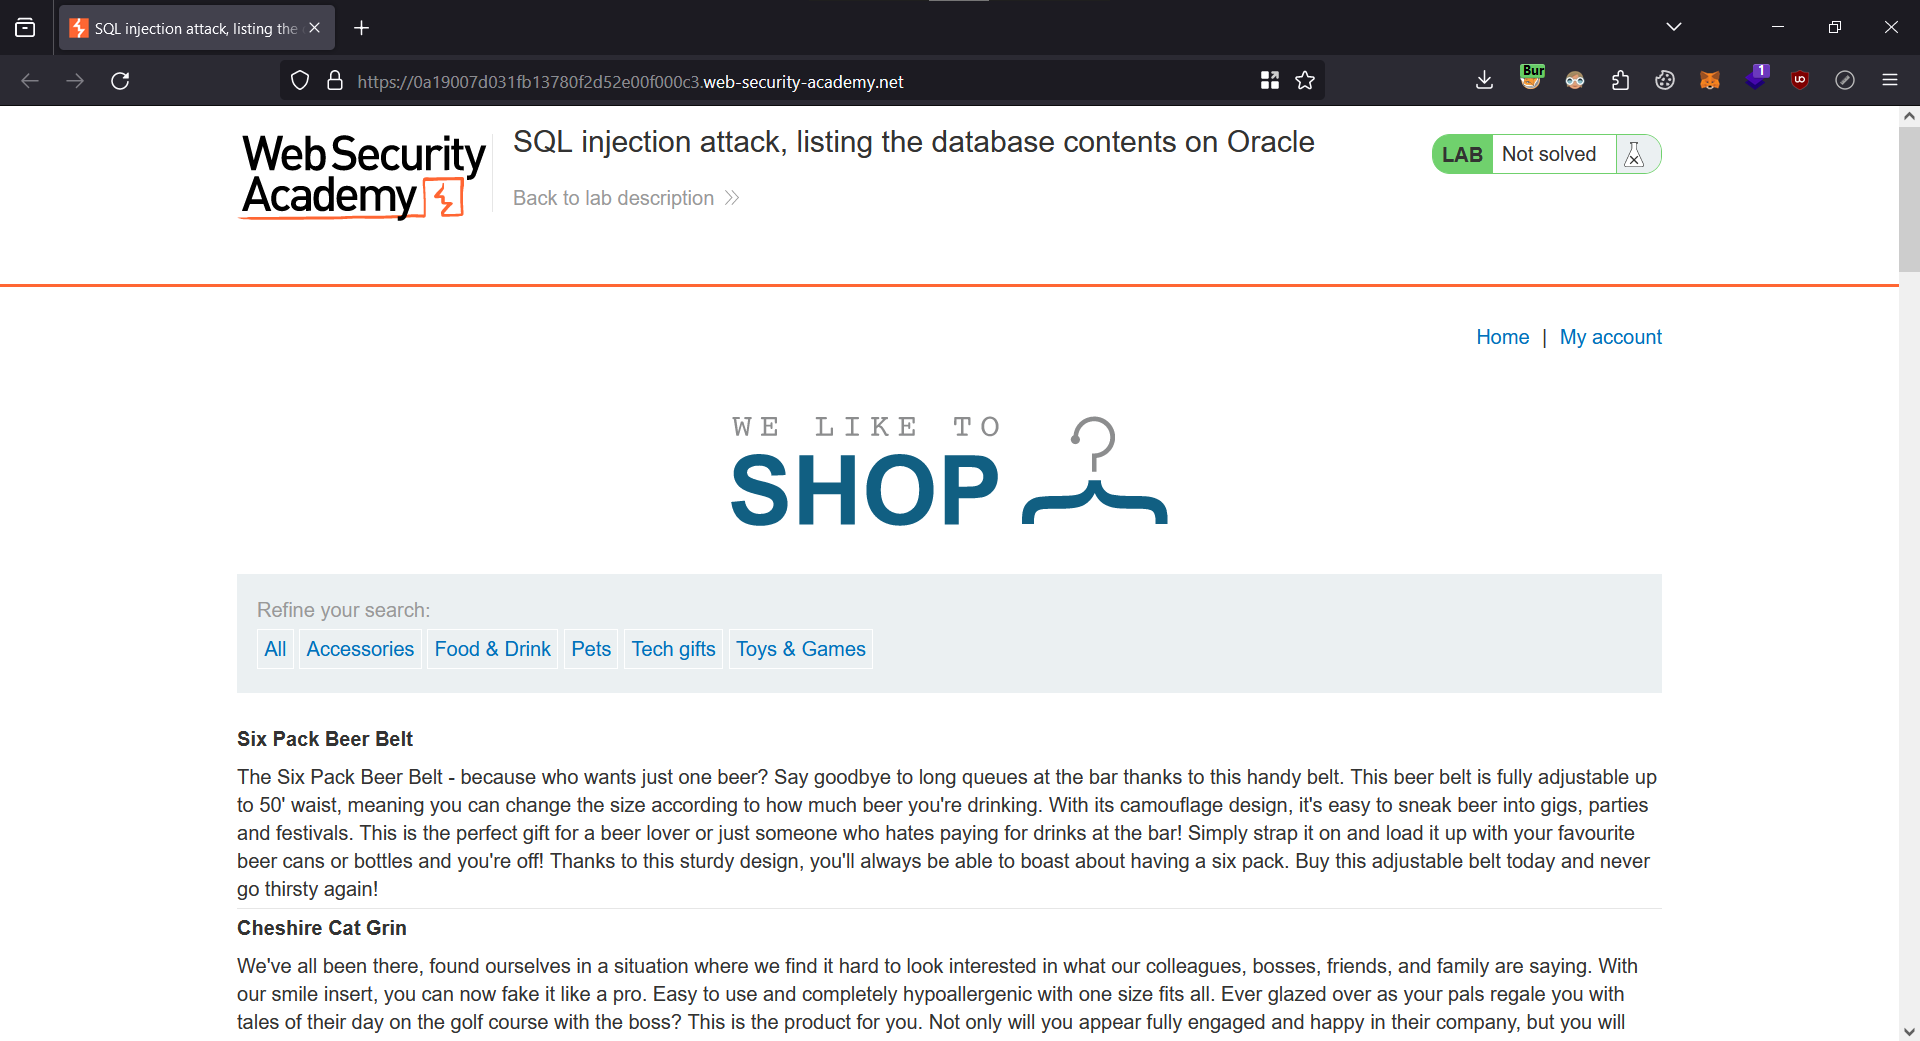 SQL injection attack, listing the
Bur
1
https://0a19007d031fb13780f2d52e00f000c3.web-security-academy.net
Web Security
Academy
SQL injection attack, listing the database contents on Oracle
Back to lab description
LAB Not solved
Home | My account
WE LIKE TO
SHOP
Refine your search:
All Accessories Food & Drink Pets Tech gifts Toys & Games
Six Pack Beer Belt
The Six Pack Beer Belt - because who wants just one beer? Say goodbye to long queues at the bar thanks to this handy belt. This beer belt is fully adjustable up
to 50' waist, meaning you can change the size according to how much beer you're drinking. With its camouflage design, it's easy to sneak beer into gigs, parties
and festivals. This is the perfect gift for a beer lover or just someone who hates paying for drinks at the bar! Simply strap it on and load it up with your favourite
beer cans or bottles and you're off! Thanks to this sturdy design, you'll always be able to boast about having a six pack. Buy this adjustable belt today and never
go thirsty again!
Cheshire Cat Grin
We've all been there, found ourselves in a situation where we find it hard to look interested in what our colleagues, bosses, friends, and family are saying. With
our smile insert, you can now fake it like a pro. Easy to use and completely hypoallergenic with one size fits all. Ever glazed over as your pals regale you with
tales of their day on the golf course with the boss? This is the product for you. Not only will you appear fully engaged and happy in their company, but you will